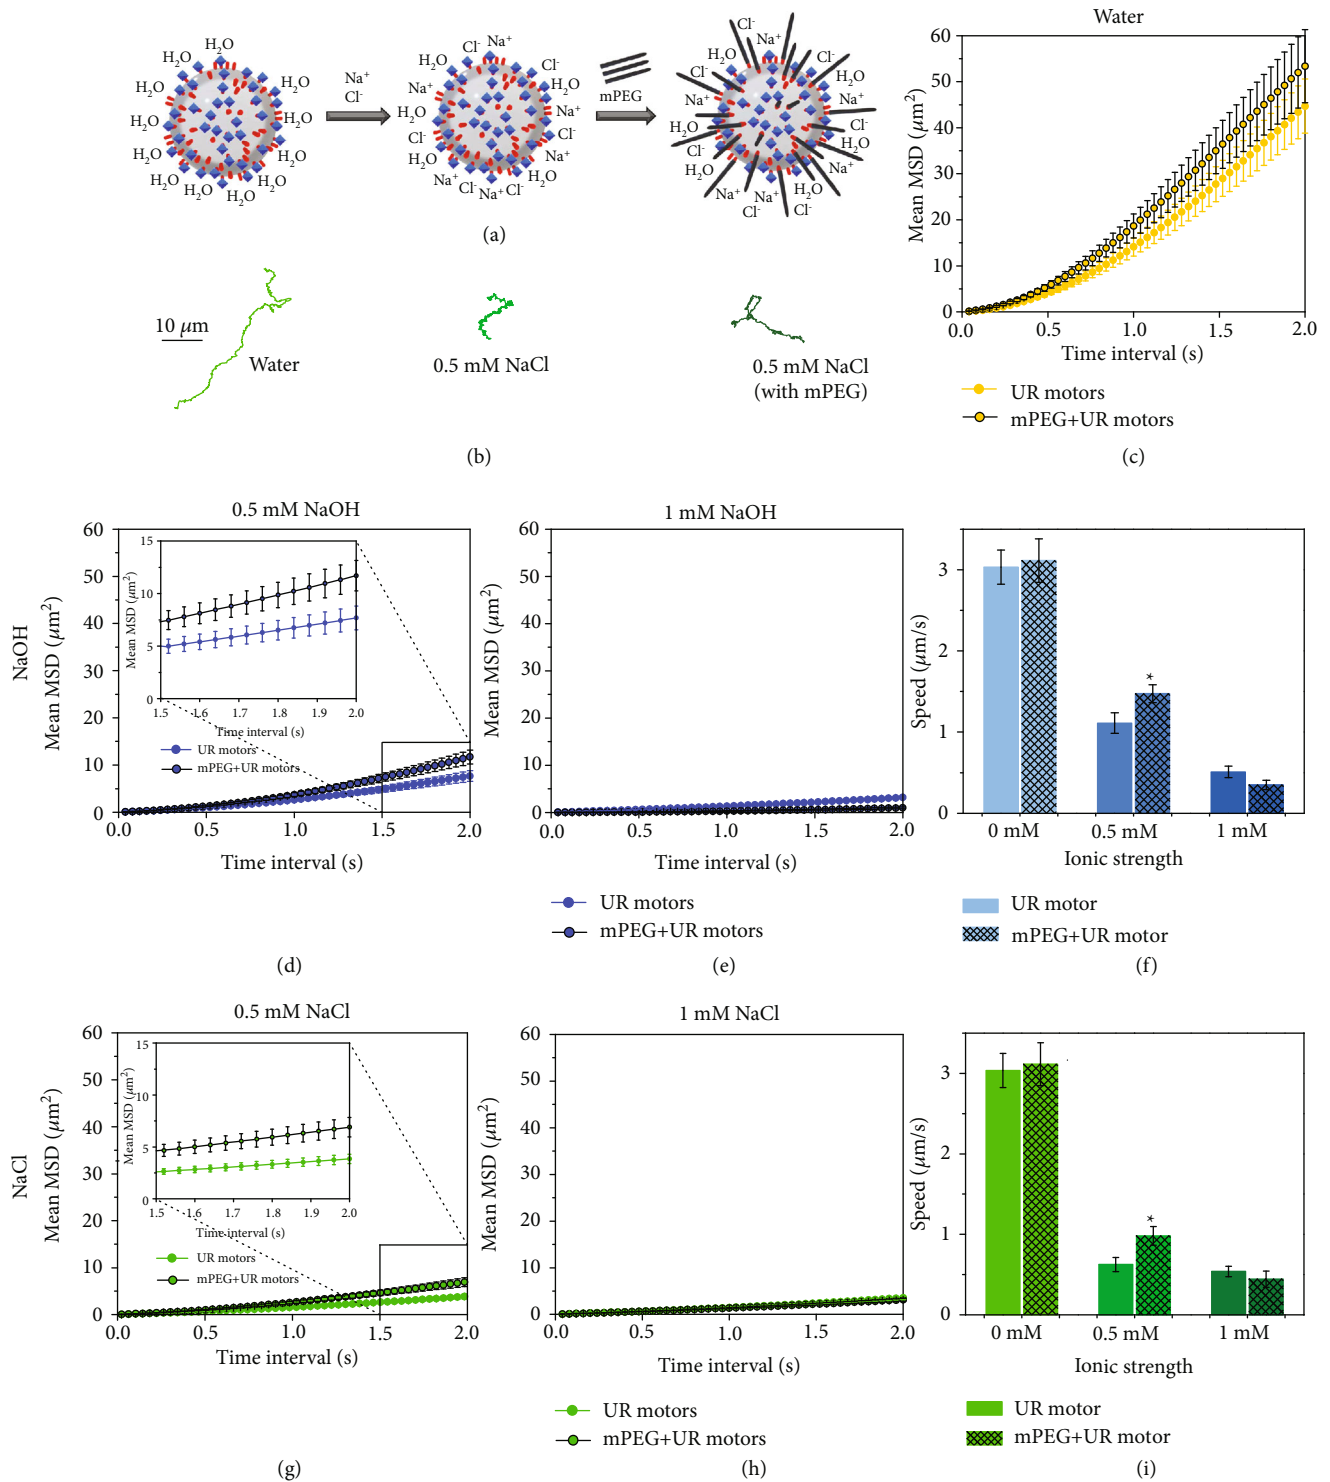 H₂O H₂O H₂O H₂O H₂O H₂O H₂O H₂O H₂O H₂O H₂O H₂O H₂O
Na⁺
Cl⁻
Cl⁻ Na⁺ Cl⁻ H₂O H₂O Na⁺ Na⁺ H₂O Cl⁻ Cl⁻ Na⁺ H₂O H₂O Na⁺ Cl⁻ Na⁺ Cl⁻
mPEG
Cl⁻ Na⁺ Cl⁻ H₂O Na⁺ Na⁺ H₂O Cl⁻ H₂O Cl⁻ Na⁺ H₂O H₂O Na⁺ Na⁺ Cl⁻ Cl⁻
(a)
10 μm
Water
0.5 mM NaCl
0.5 mM NaCl
(with mPEG)
(b)
Water
Mean MSD (μm²)
60
50
40
30
20
10
0
0.0 0.5 1.0 1.5 2.0
Time interval (s)
UR motors
mPEG+UR motors
(c)
NaOH
0.5 mM NaOH
Mean MSD (μm²)
60
50
40
30
20
10
0
0.0 0.5 1.0 1.5 2.0
Time interval (s)
Mean MSD (μm²)
15
10
5
0
1.5 1.6 1.7 1.8 1.9 2.0
Time interval (s)
UR motors
mPEG+UR motors
(d)
1 mM NaOH
Mean MSD (μm²)
60
50
40
30
20
10
0
0.0 0.5 1.0 1.5 2.0
Time interval (s)
UR motors
mPEG+UR motors
(e)
Speed (μm/s)
3
2
1
0
*
0 mM 0.5 mM 1 mM
Ionic strength
UR motor
mPEG+UR motor
(f)
NaCl
0.5 mM NaCl
Mean MSD (μm²)
60
50
40
30
20
10
0
0.0 0.5 1.0 1.5 2.0
Time interval (s)
Mean MSD (μm²)
15
10
5
0
1.5 1.6 1.7 1.8 1.9 2.0
Time interval (s)
UR motors
mPEG+UR motors
(g)
1 mM NaCl
Mean MSD (μm²)
60
50
40
30
20
10
0
0.0 0.5 1.0 1.5 2.0
Time interval (s)
UR motors
mPEG+UR motors
(h)
Speed (μm/s)
3
2
1
0
*
0 mM 0.5 mM 1 mM
Ionic strength
UR motor
mPEG+UR motor
(i)